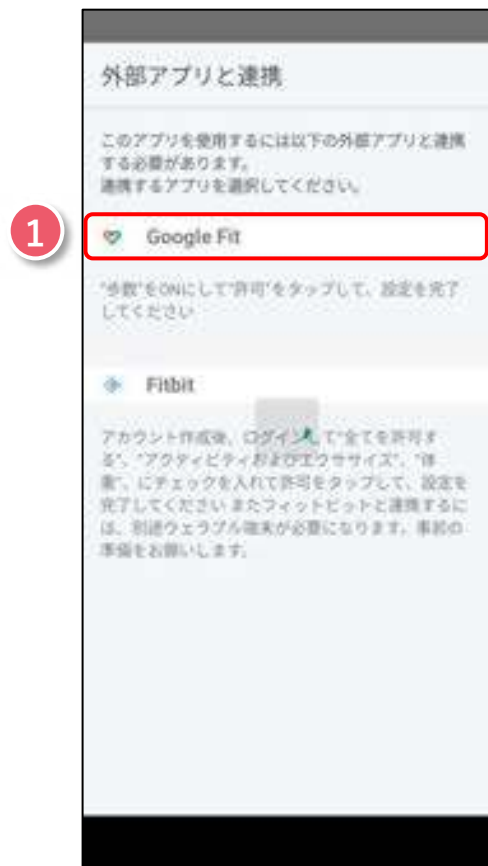 外部アプリと連携
このアプリを使用するには以下の外部アプリと連携
する必要があります。
連携するアプリを選択してください。
1
Google Fit
"歩数"をONにして"許可"をタップして、設定を完了
してください
Fitbit
アカウント作成後、ログインして"全てを許可す
る"、"アクティビティおよびエクササイズ"、"体
重"、にチェックを入れて許可をタップして、設定を
完了してください またフィットビットと連携するに
は、別途ウェラブル端末が必要になります。事前の
準備をお願いします。